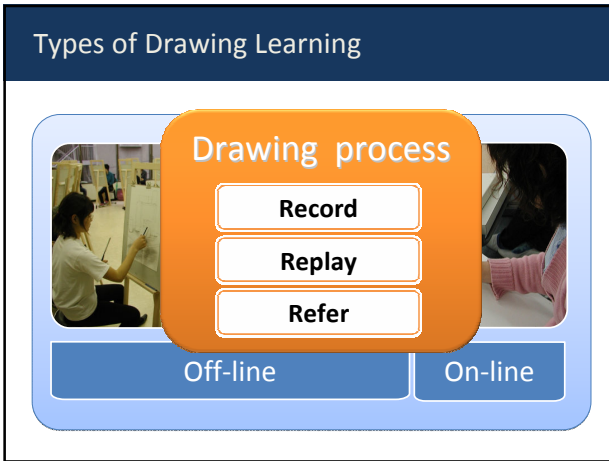 Types of Drawing Learning
Drawing process
Record
Replay
Refer
Off-line
On-line